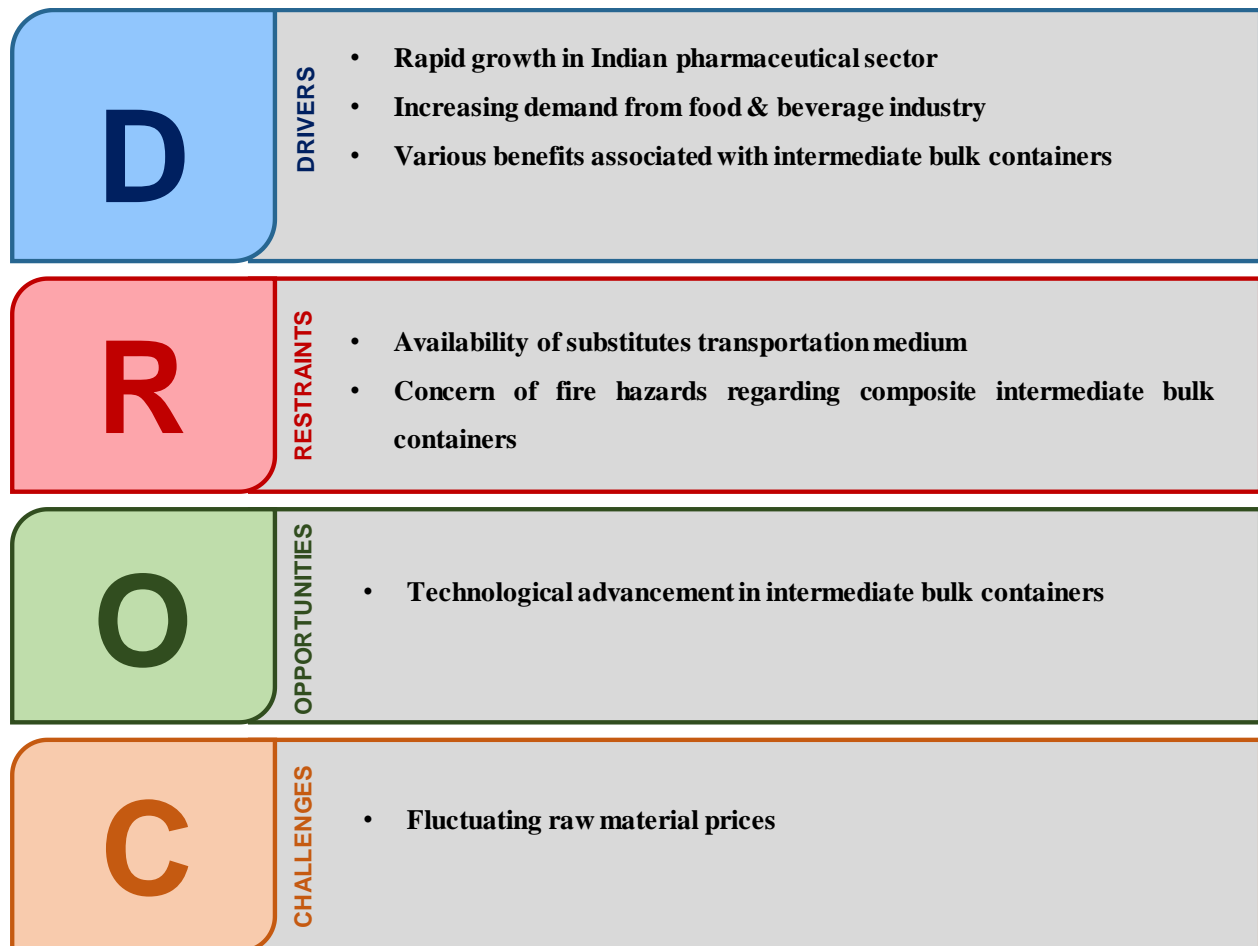 D
DRIVERS
• Rapid growth in Indian pharmaceutical sector
• Increasing demand from food & beverage industry
• Various benefits associated with intermediate bulk containers
R
RESTRAINTS
• Availability of substitutes transportation medium
• Concern of fire hazards regarding composite intermediate bulk
containers
O
OPPORTUNITIES
• Technological advancement in intermediate bulk containers
C
CHALLENGES
• Fluctuating raw material prices